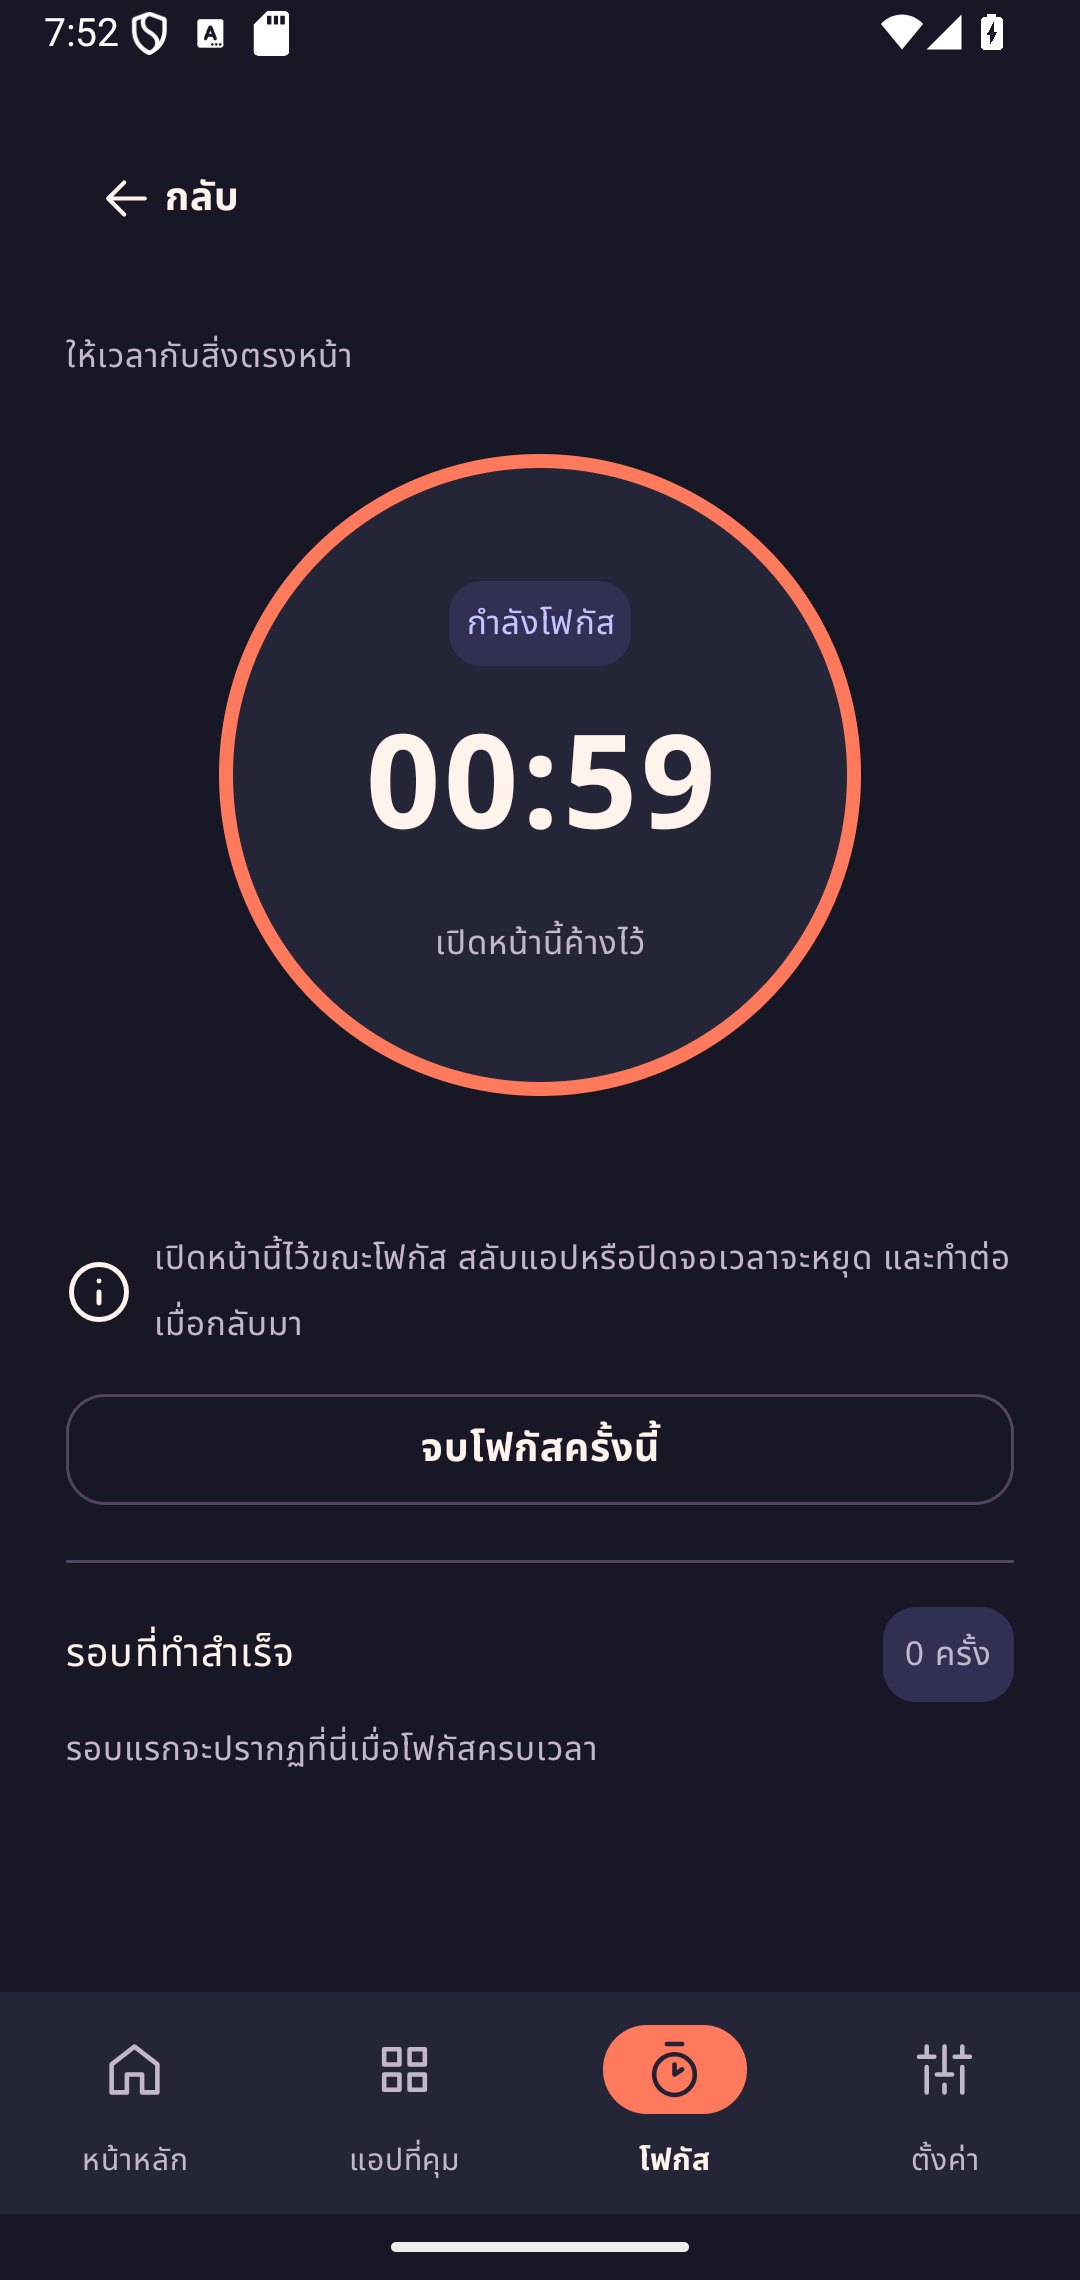 7:52
กลับ
ให้เวลากับสิ่งตรงหน้า
กำลังโฟกัส
00:59
เปิดหน้านี้ค้างไว้
เปิดหน้านี้ไว้ขณะโฟกัส สลับแอปหรือปิดจอเวลาจะหยุด และทำต่อ
เมื่อกลับมา
จบโฟกัสครั้งนี้
รอบที่ทำสำเร็จ
0 ครั้ง
รอบแรกจะปรากฏที่นี่เมื่อโฟกัสครบเวลา
หน้าหลัก
แอปที่คุม
โฟกัส
ตั้งค่า